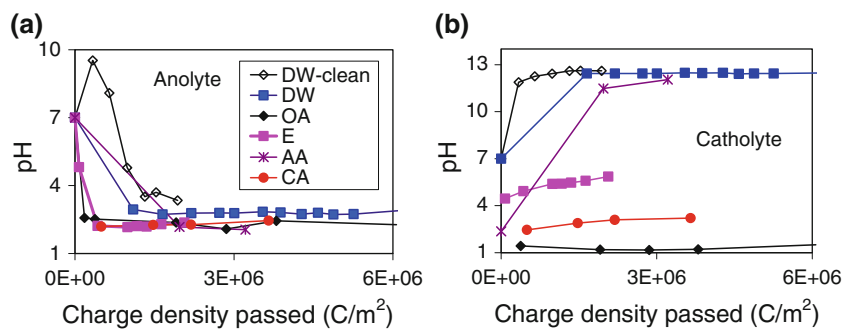 (a)
10
7
4
1
pH
Anolyte
DW-clean
DW
OA
E
AA
CA
0E+00
3E+06
6E+06
Charge density passed (C/m²)
(b)
13
10
7
4
1
pH
Catholyte
0E+00
3E+06
6E+06
Charge density passed (C/m²)